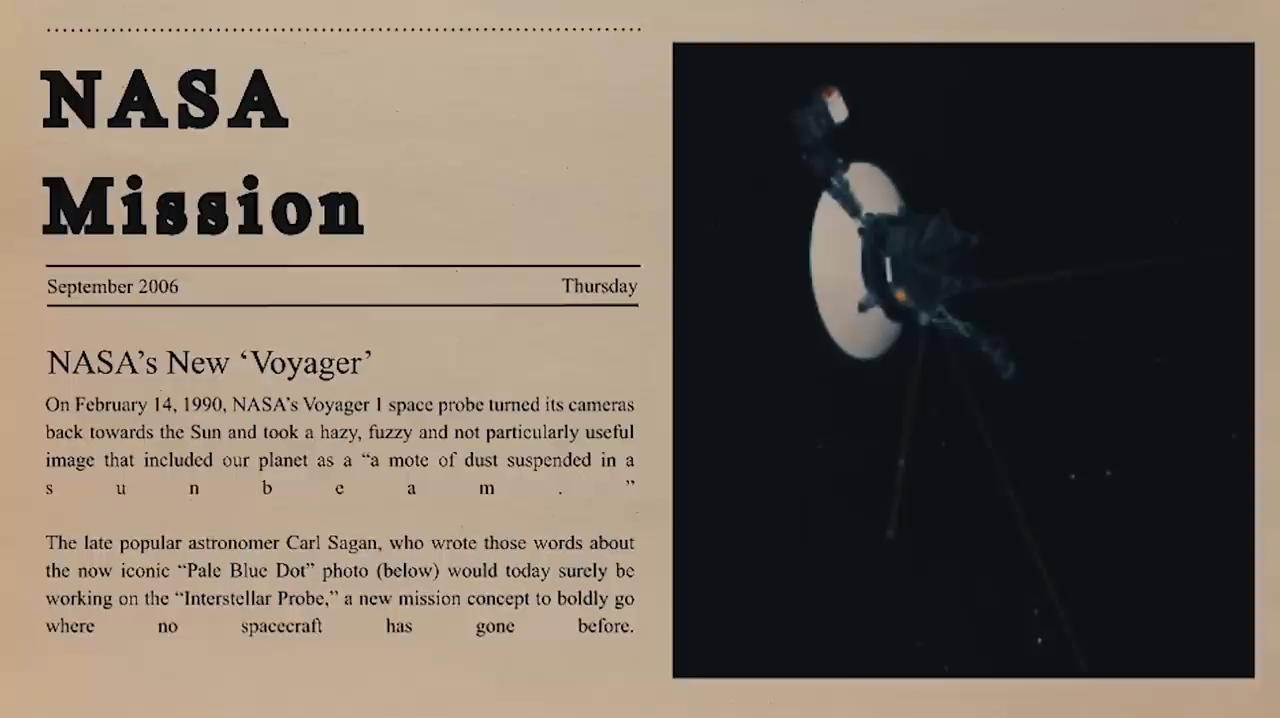 NASA
Mission
September 2006 Thursday
NASA’s New ‘Voyager’
On February 14, 1990, NASA’s Voyager 1 space probe turned its cameras
back towards the Sun and took a hazy, fuzzy and not particularly useful
image that included our planet as a “a mote of dust suspended in a
sunbeam.”
The late popular astronomer Carl Sagan, who wrote those words about
the now iconic “Pale Blue Dot” photo (below) would today surely be
working on the “Interstellar Probe,” a new mission concept to boldly go
where no spacecraft has gone before.